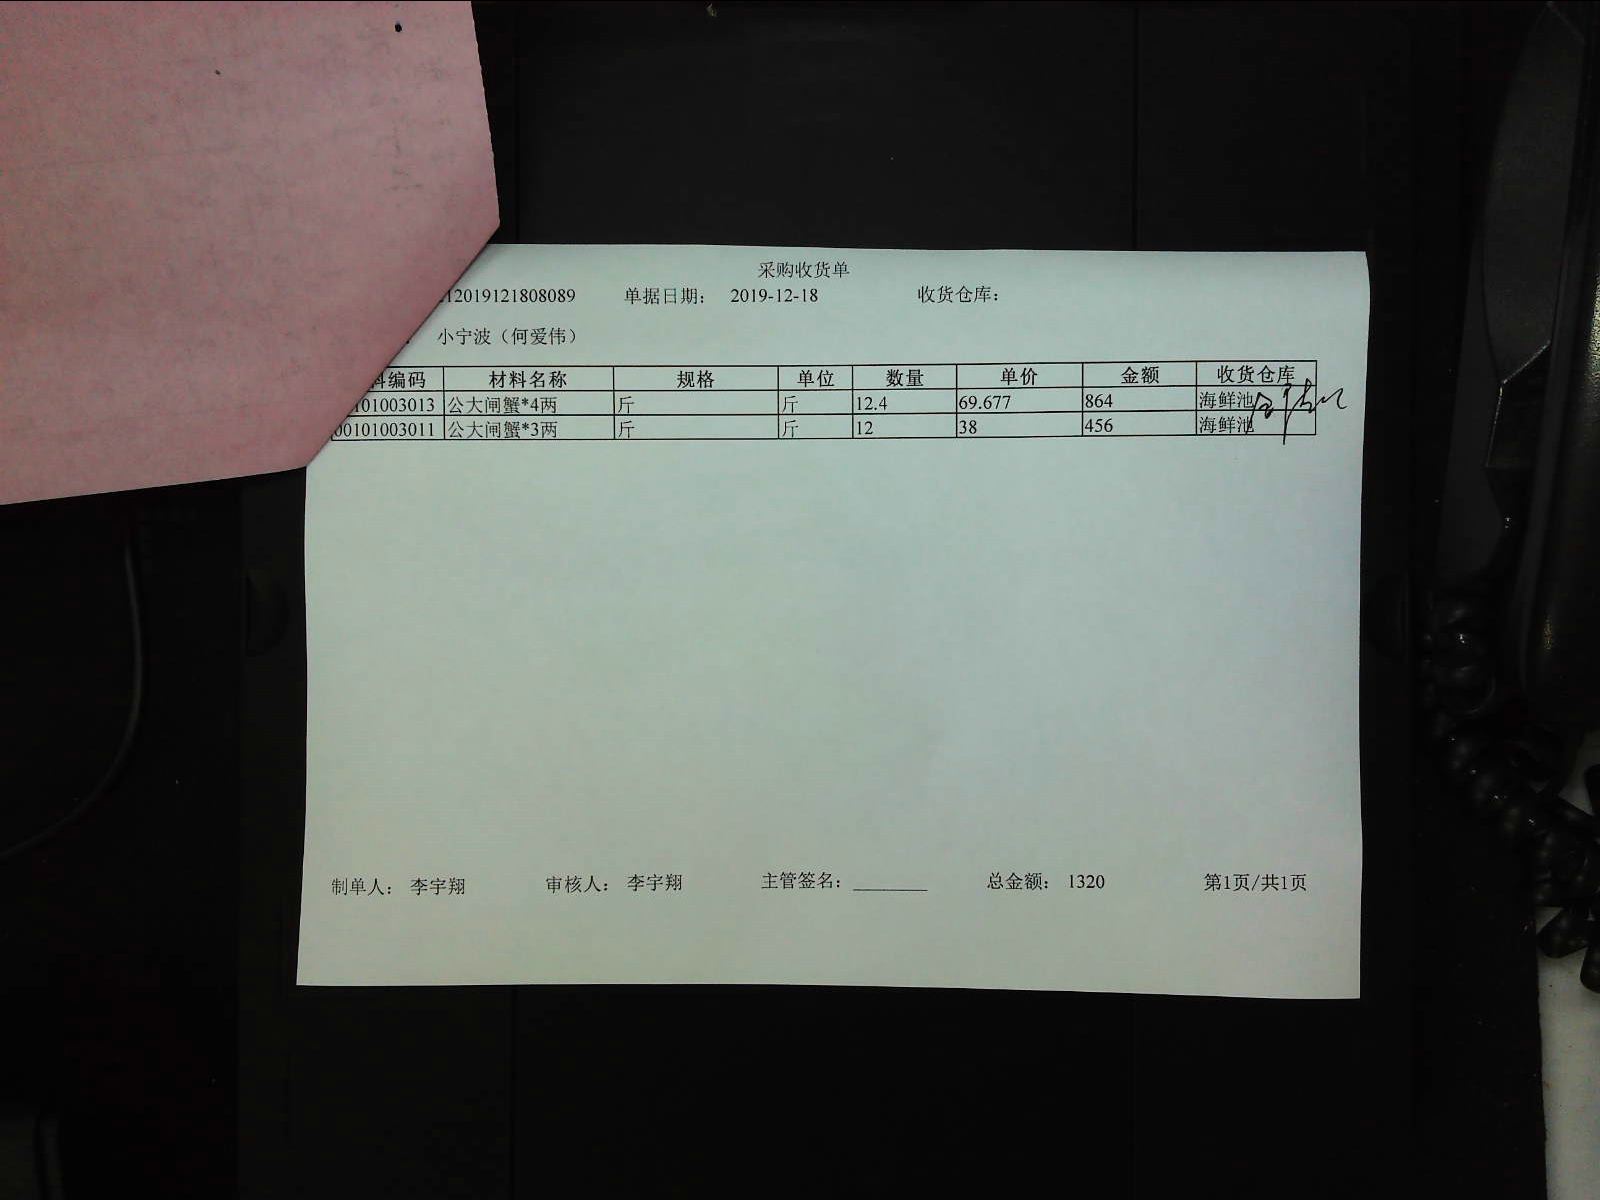 采购收货单
12019121808089 单据日期： 2019-12-18 收货仓库：
小宁波（何爱伟）
料编码 材料名称 规格 单位 数量 单价 金额 收货仓库
101003013 公大闸蟹*4两 斤 斤 12.4 69.677 864 海鲜池
00101003011 公大闸蟹*3两 斤 斤 12 38 456 海鲜池
制单人： 李宇翔 审核人： 李宇翔 主管签名：________ 总金额： 1320 第1页/共1页